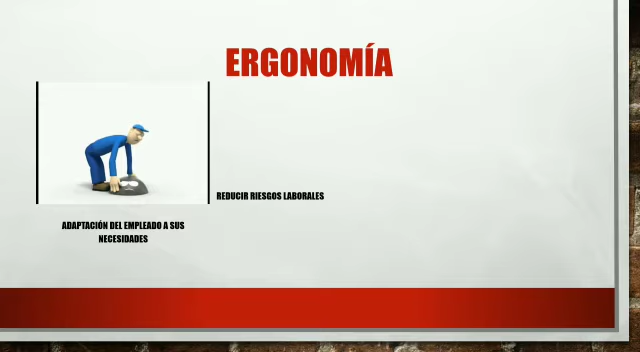 ERGONOMÍA
REDUCIR RIESGOS LABORALES
ADAPTACIÓN DEL EMPLEADO A SUS
NECESIDADES